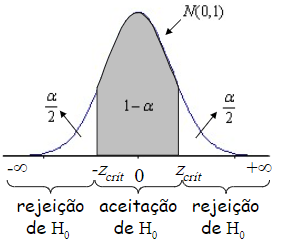 N(0,1)
α/2
1-α
α/2
-∞
-z_crit
0
z_crit
+∞
rejeição aceitação rejeição
de H₀ de H₀ de H₀